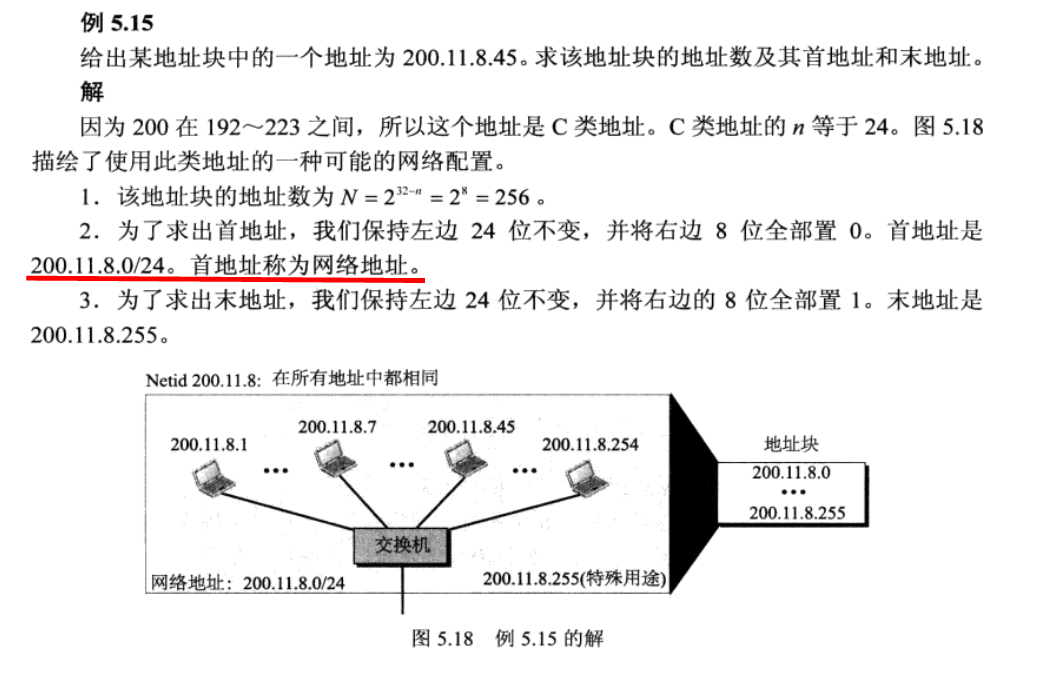 例 5.15
给出某地址块中的一个地址为 200.11.8.45。求该地址块的地址数及其首地址和末地址。
解
因为 200 在 192～223 之间，所以这个地址是 C 类地址。C 类地址的 n 等于 24。图 5.18
描绘了使用此类地址的一种可能的网络配置。
1．该地址块的地址数为 N = 2³²⁻ⁿ = 2⁸ = 256 。
2．为了求出首地址，我们保持左边 24 位不变，并将右边 8 位全部置 0。首地址是
200.11.8.0/24。首地址称为网络地址。
3．为了求出末地址，我们保持左边 24 位不变，并将右边的 8 位全部置 1。末地址是
200.11.8.255。
Netid 200.11.8: 在所有地址中都相同
200.11.8.1
200.11.8.7
200.11.8.45
200.11.8.254
交换机
网络地址：200.11.8.0/24
200.11.8.255(特殊用途)
地址块
200.11.8.0
200.11.8.255
图 5.18 例 5.15 的解